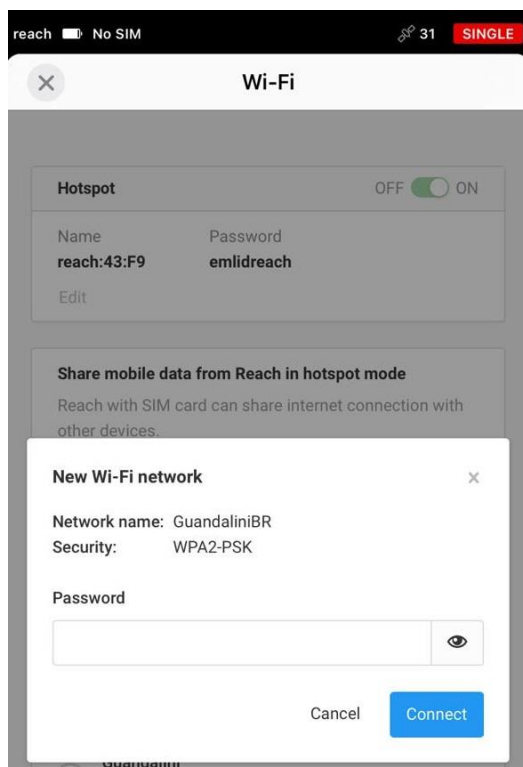 reach No SIM 31 SINGLE
Wi-Fi
Hotspot OFF ON
Name Password
reach:43:F9 emlidreach
Edit
Share mobile data from Reach in hotspot mode
Reach with SIM card can share internet connection with
other devices.
New Wi-Fi network
Network name: GuandaliniBR
Security: WPA2-PSK
Password
Cancel Connect
Guandalini